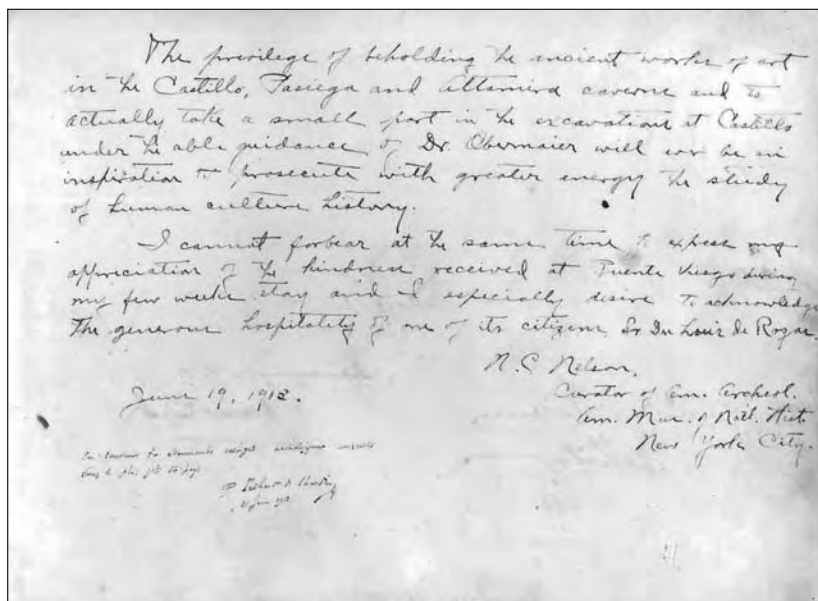 The privilege of beholding the ancient works of art
in the Castillo, Pasiega and Altamira caverns and to
actually take a small part in the excavations at Castillo
under the able guidance of Dr. Obermaier will ever be an
inspiration to prosecute with greater energy the study
of human culture history.
I cannot forbear at the same time to express my
appreciation of the kindness received at Puente Viesgo during
my few weeks stay and I especially desire to acknowledge
the generous hospitality of one of its citizens, Sr. Dn Louis de
N. C. Nelson,
Curator of Am. Archeol.
Am. Mus. of Nat. Hist.
New York City.
June 19, 1913.